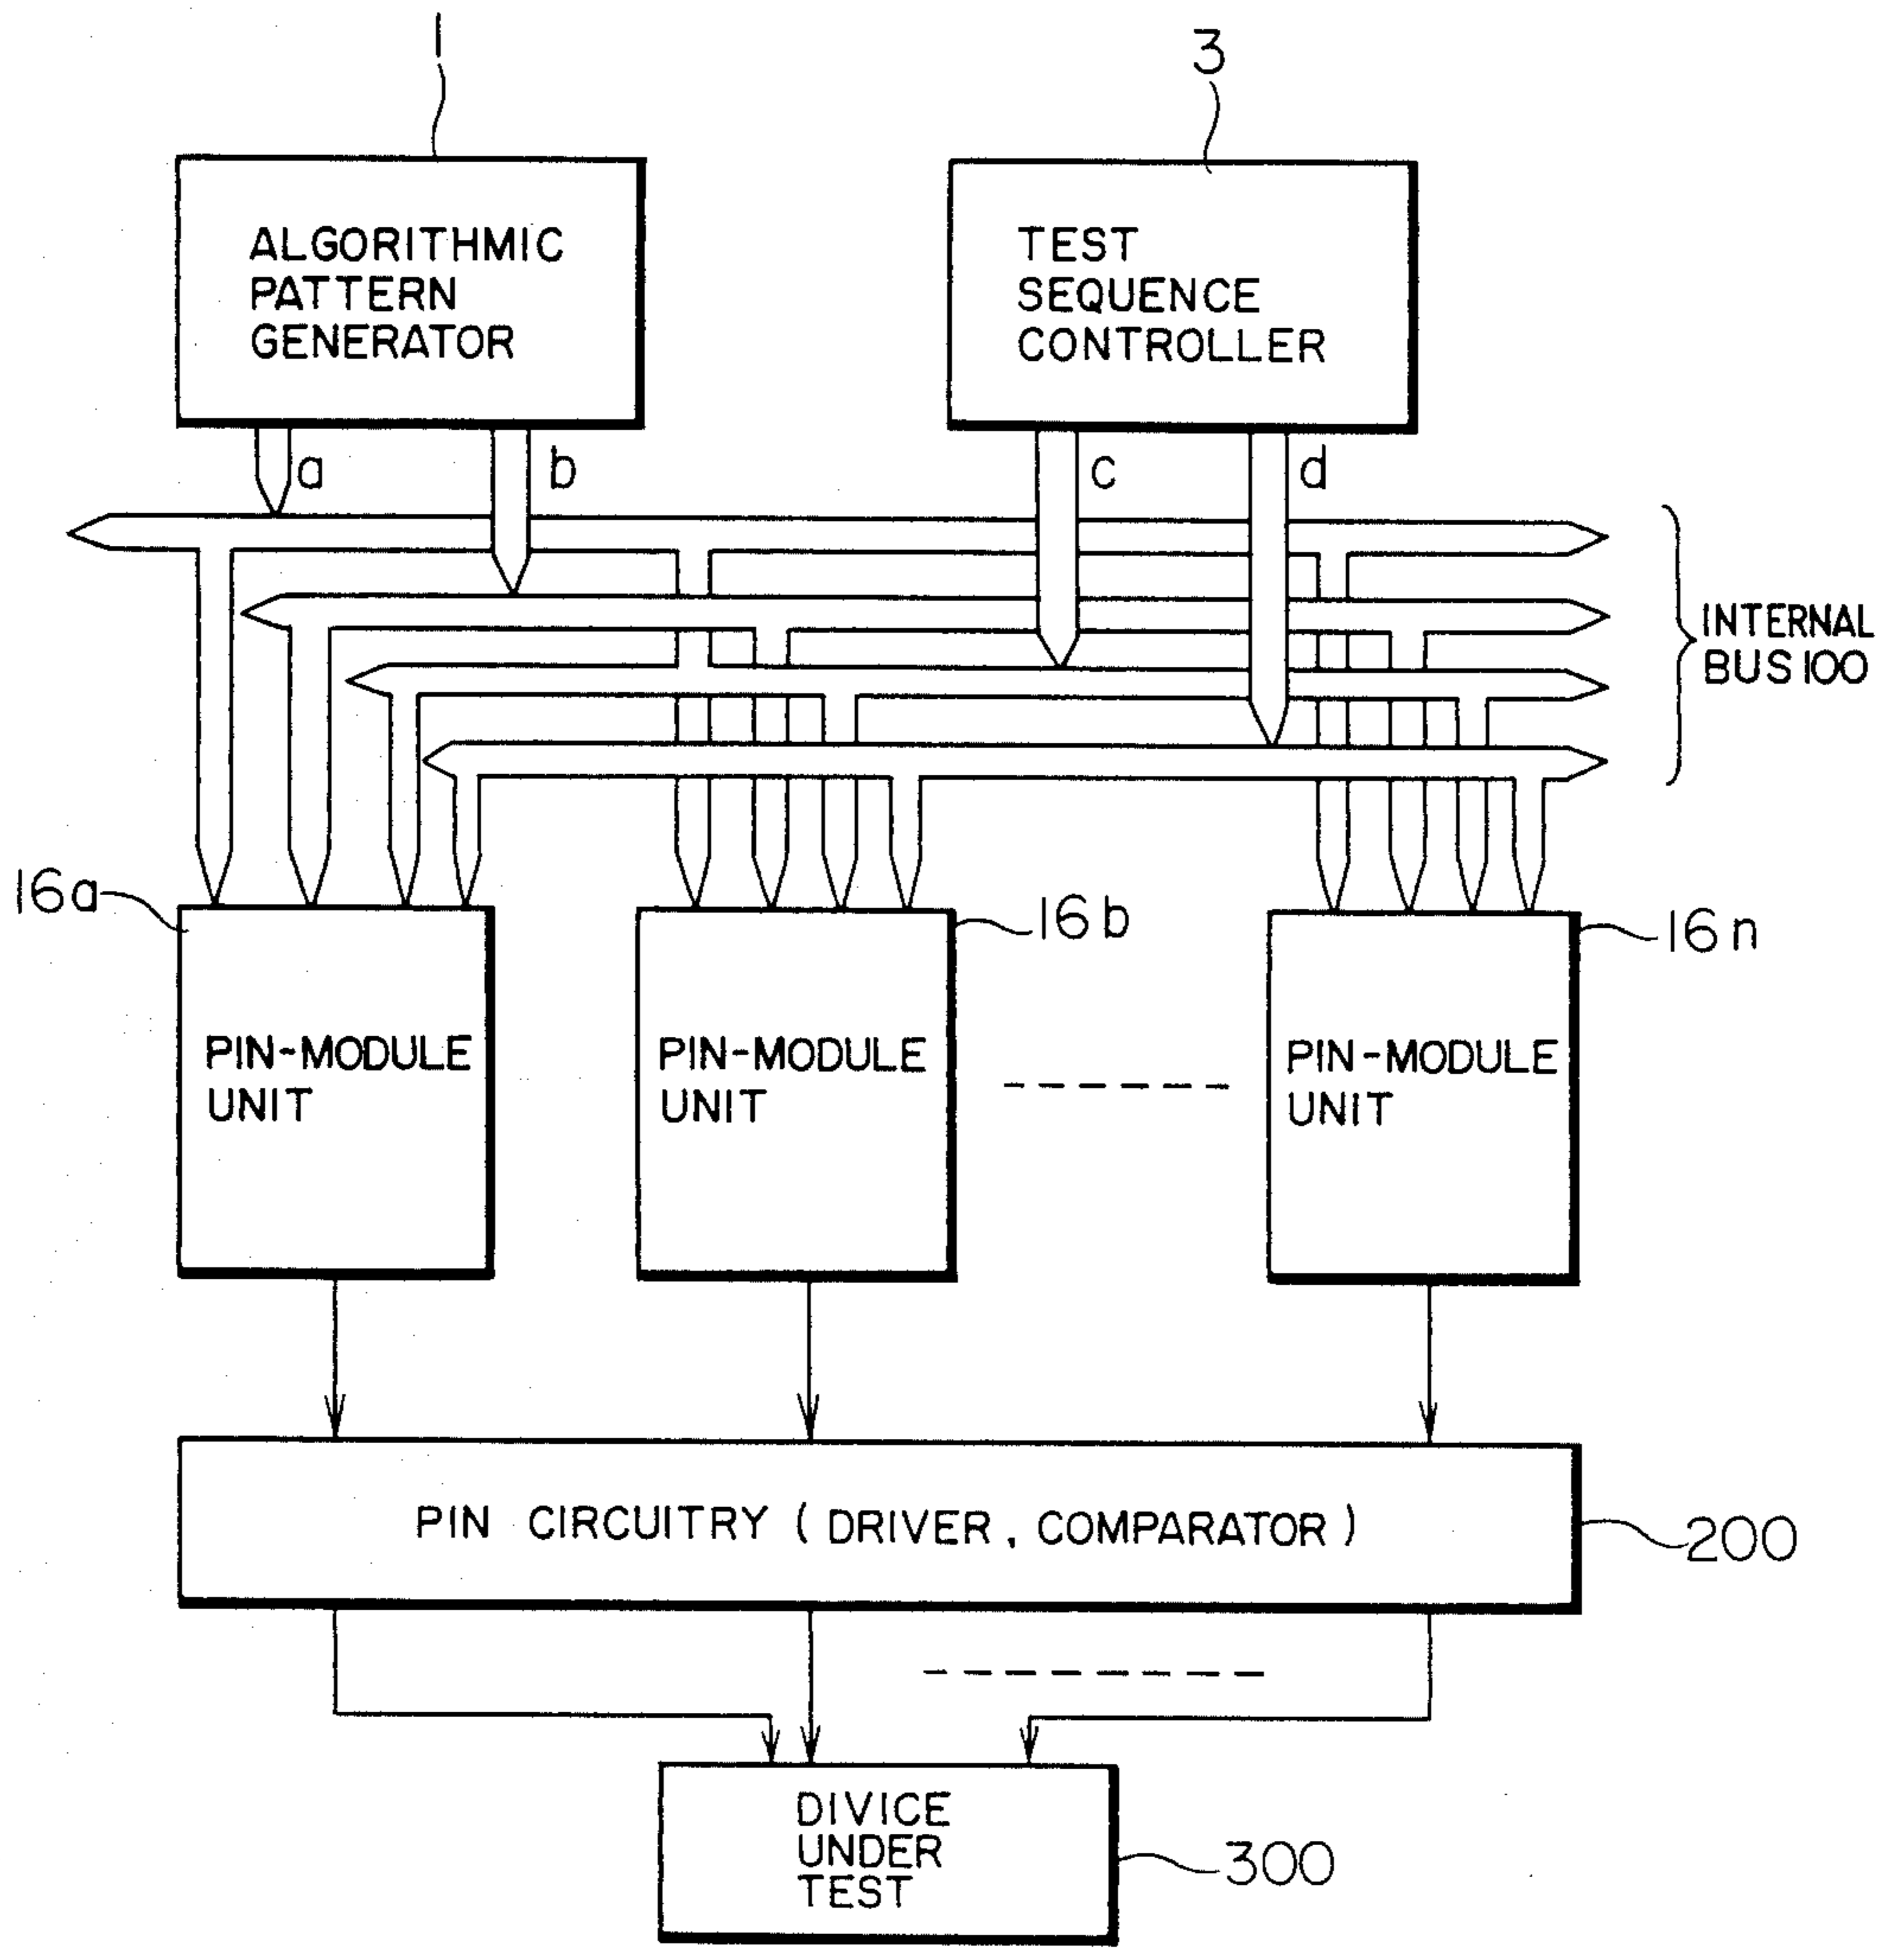 1
3
ALGORITHMIC
PATTERN
GENERATOR
TEST
SEQUENCE
CONTROLLER
a
b
c
d
INTERNAL
BUS 100
16a
16b
16n
PIN-MODULE
UNIT
PIN-MODULE
UNIT
PIN-MODULE
UNIT
PIN CIRCUITRY ( DRIVER, COMPARATOR )
200
DIVICE
UNDER
TEST
300